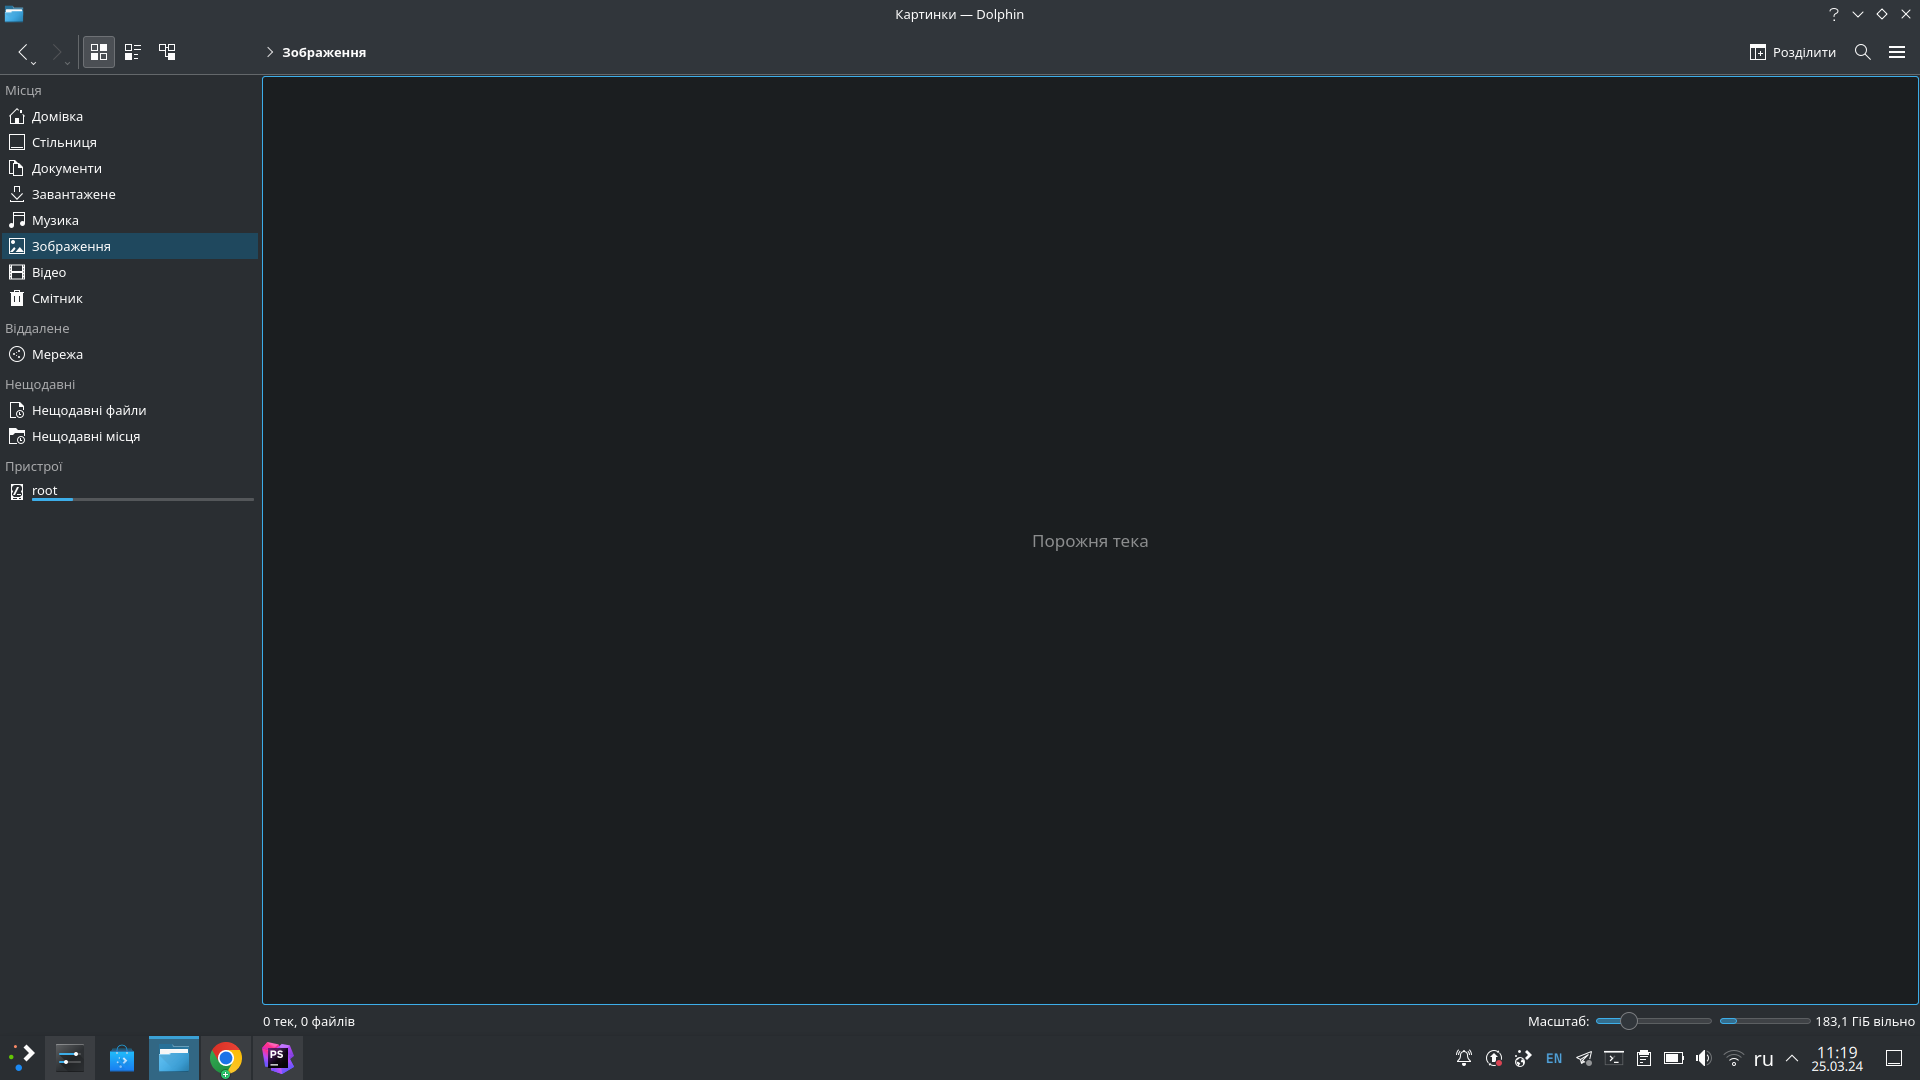 Картинки — Dolphin
Зображення
Розділити
Місця
Домівка
Стільниця
Документи
Завантажене
Музика
Зображення
Відео
Смітник
Віддалене
Мережа
Нещодавні
Нещодавні файли
Нещодавні місця
Пристрої
root
Порожня тека
0 тек, 0 файлів
Масштаб:
183,1 ГіБ вільно
PS
EN
ru
11:19
25.03.24